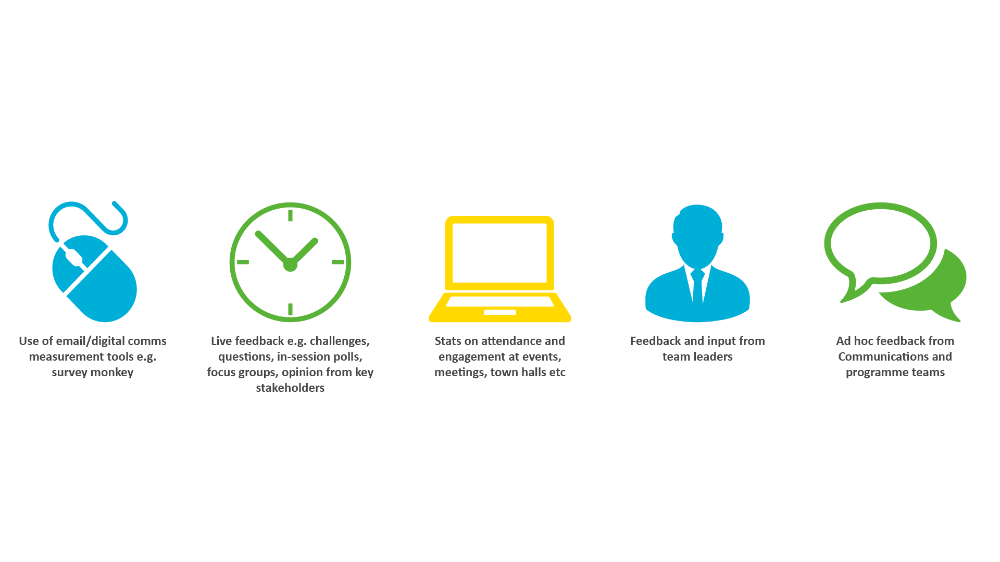 Use of email/digital comms
measurement tools e.g.
survey monkey
Live feedback e.g. challenges,
questions, in-session polls,
focus groups, opinion from key
stakeholders
Stats on attendance and
engagement at events,
meetings, town halls etc
Feedback and input from
team leaders
Ad hoc feedback from
Communications and
programme teams